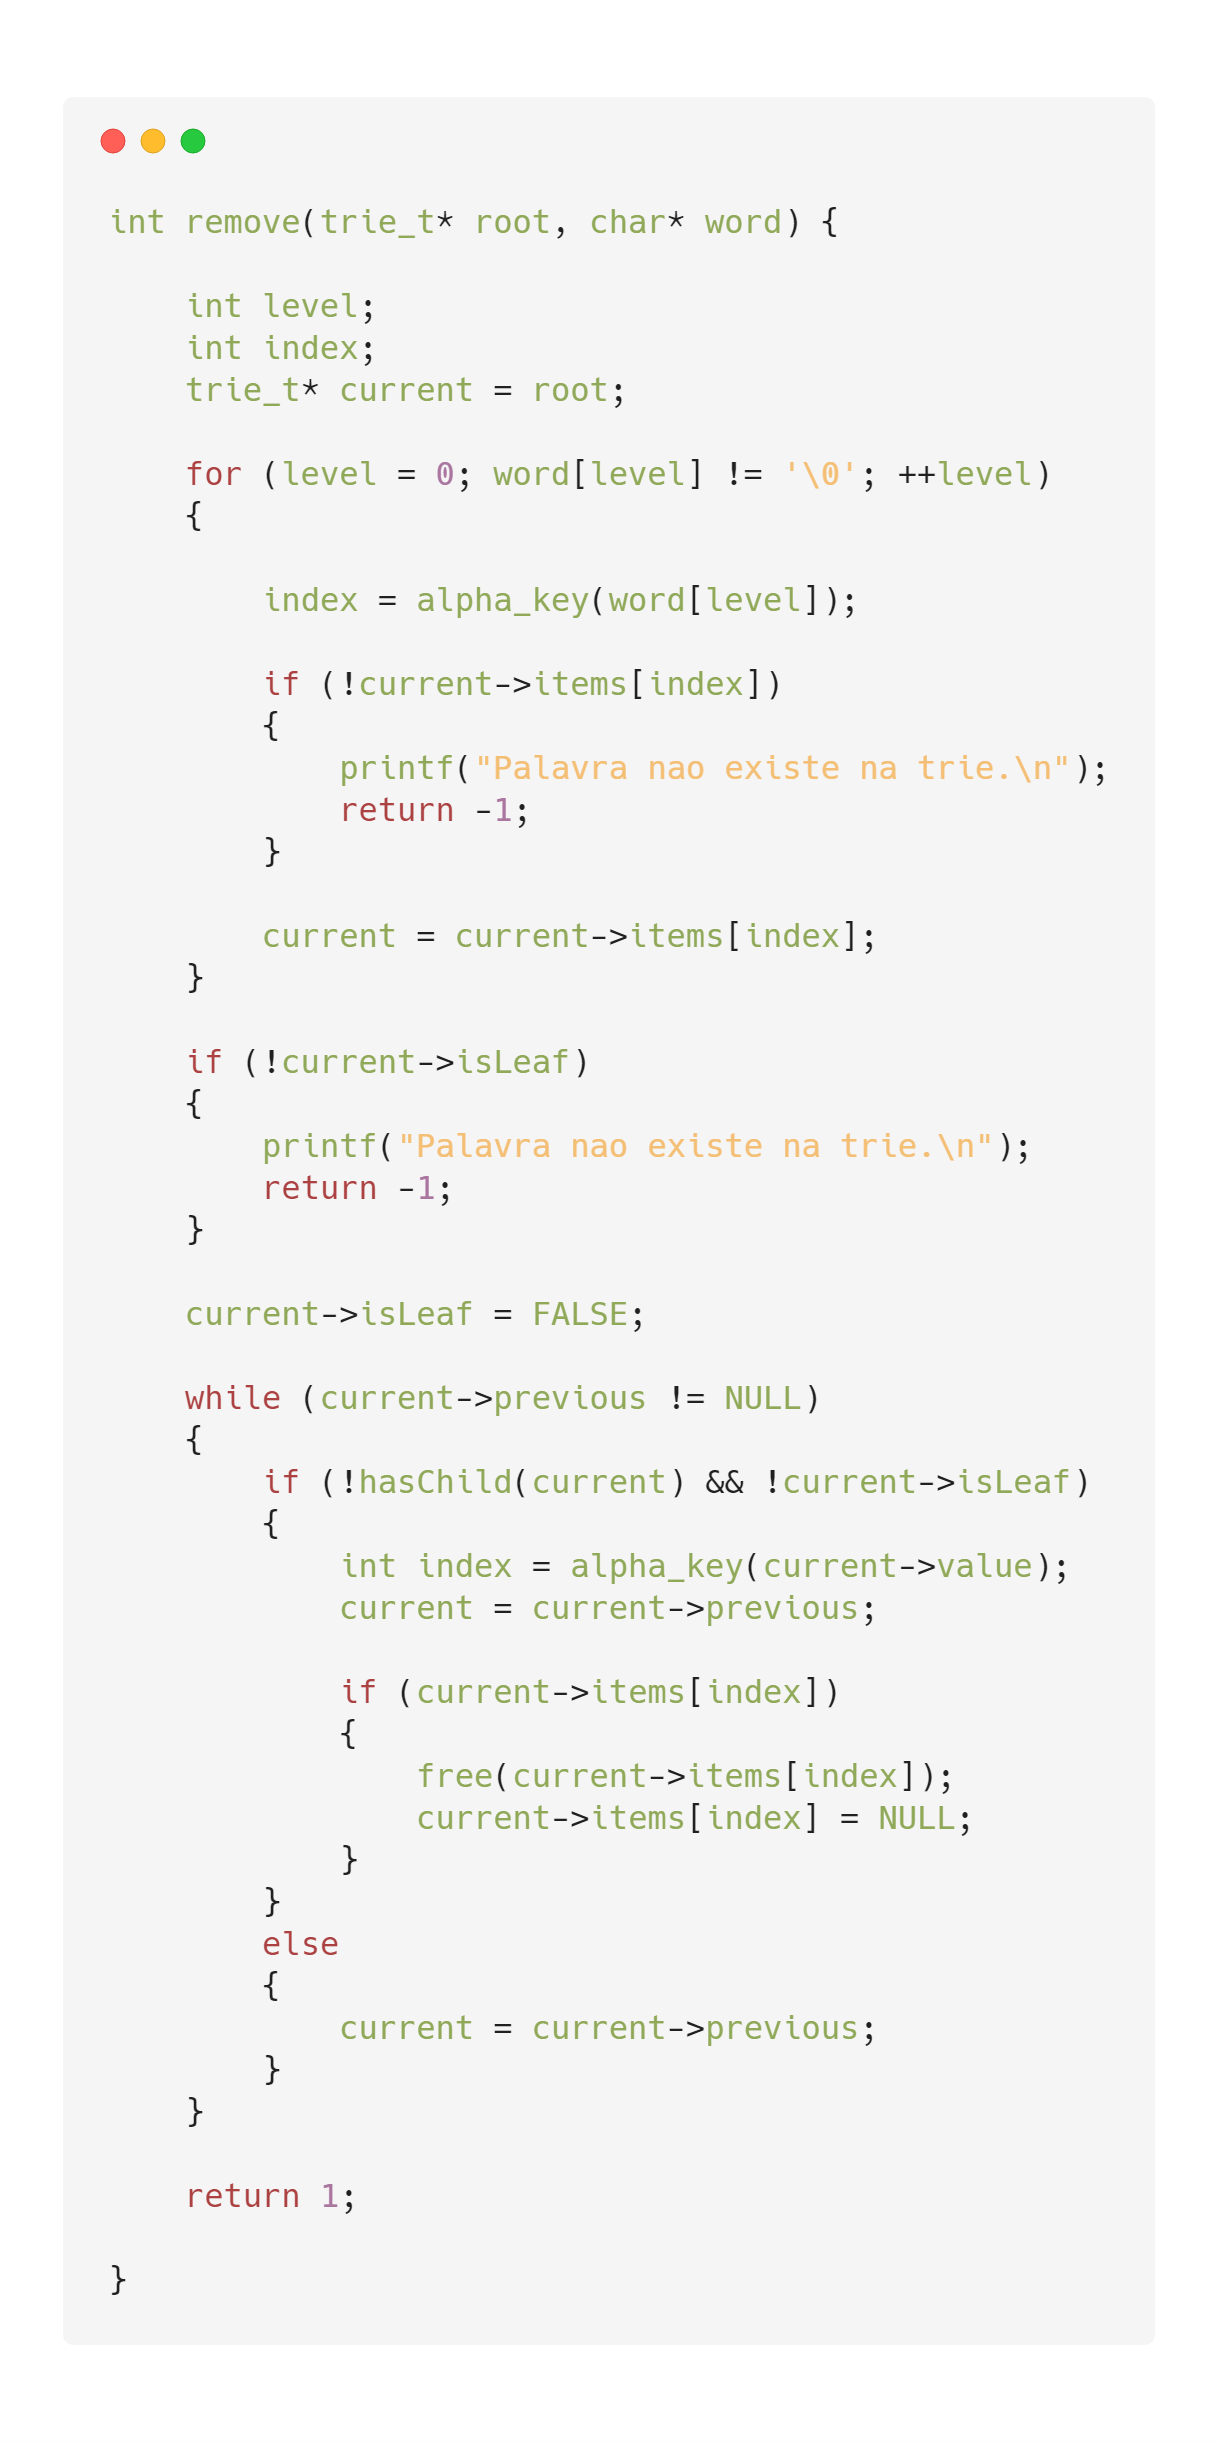 int remove(trie_t* root, char* word) {
    int level;
    int index;
    trie_t* current = root;
    for (level = 0; word[level] != '\0'; ++level)
    {
        index = alpha_key(word[level]);
        if (!current->items[index])
        {
            printf("Palavra nao existe na trie.\n");
            return -1;
        }
        current = current->items[index];
    }
    if (!current->isLeaf)
    {
        printf("Palavra nao existe na trie.\n");
        return -1;
    }
    current->isLeaf = FALSE;
    while (current->previous != NULL)
    {
        if (!hasChild(current) && !current->isLeaf)
        {
            int index = alpha_key(current->value);
            current = current->previous;
            if (current->items[index])
            {
                free(current->items[index]);
                current->items[index] = NULL;
            }
        }
        else
        {
            current = current->previous;
        }
    }
    return 1;
}